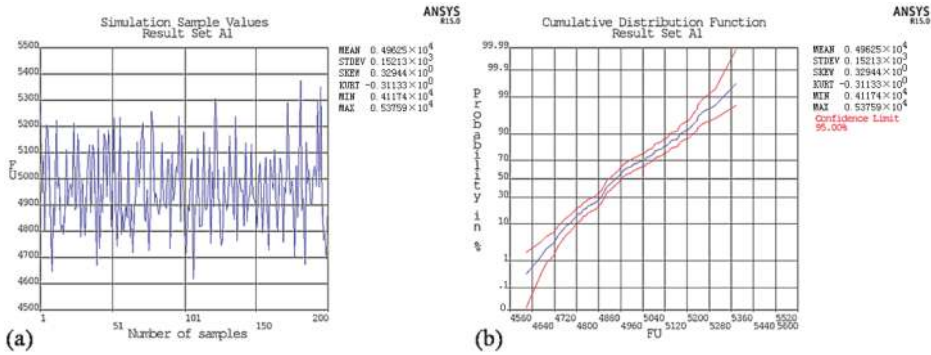 Simulation Sample Values
Result Set A1
ANSYS
R15.0
MEAN 0.49625×10^4
STDEV 0.15213×10^3
SKEW 0.32944×10^0
KURT -0.31133×10^0
MIN 0.41174×10^4
MAX 0.53759×10^4
5500
5400
5300
5200
5100
5000
4900
4800
4700
4600
4500
FU
1
51
101
150
200
Number of samples
(a)
Cumulative Distribution Function
Result Set A1
ANSYS
R15.0
MEAN 0.49625×10^4
STDEV 0.15213×10^3
SKEW 0.32944×10^0
KURT -0.31133×10^0
MIN 0.41174×10^4
MAX 0.53759×10^4
Confidence Limit
95.00%
Probability in %
99.99
99.9
99
90
70
50
30
10
1
.1
0
4560 4720 4880 5040 5200 5360 5520
4640 4800 4960 5120 5280 5440 5600
FU
(b)